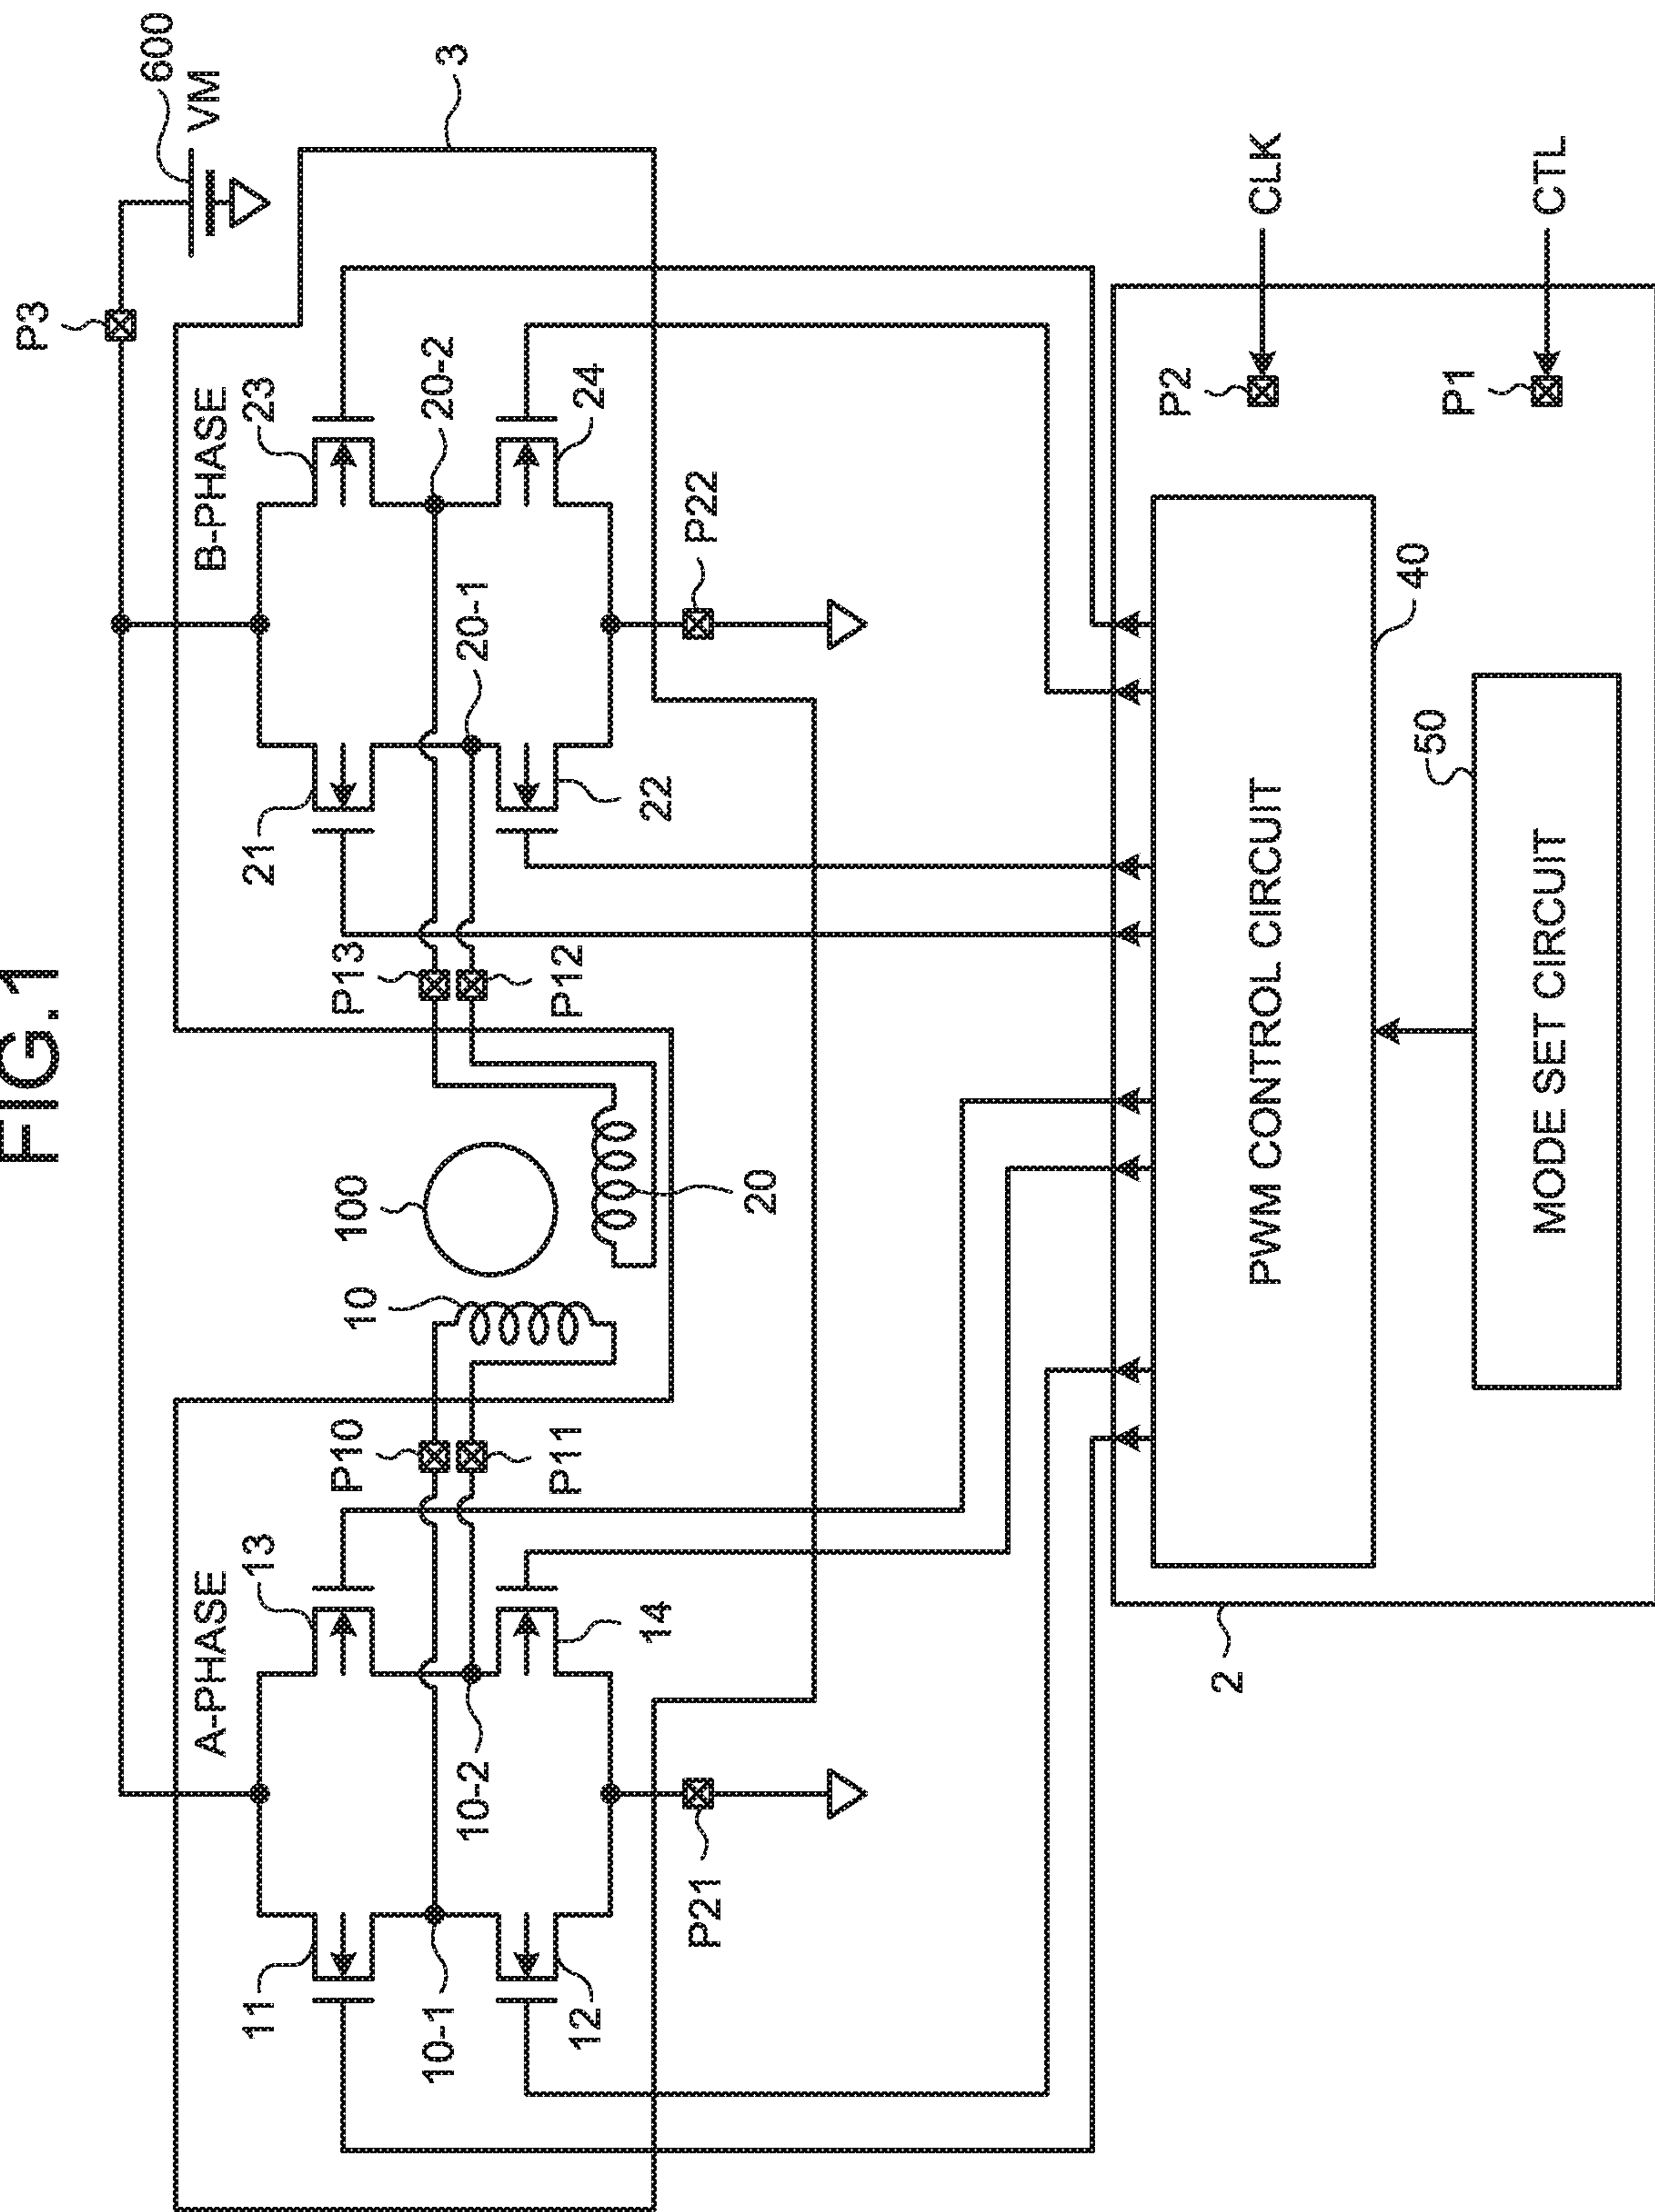 FIG.1
P3
600
VM
A-PHASE
B-PHASE
3
11
13
21
23
P10
10
100
P13
10-1
10-2
20-1
20-2
P11
P12
12
14
20
22
24
P21
P22
2
P2
CLK
PWM CONTROL CIRCUIT
40
50
P1
CTL
MODE SET CIRCUIT